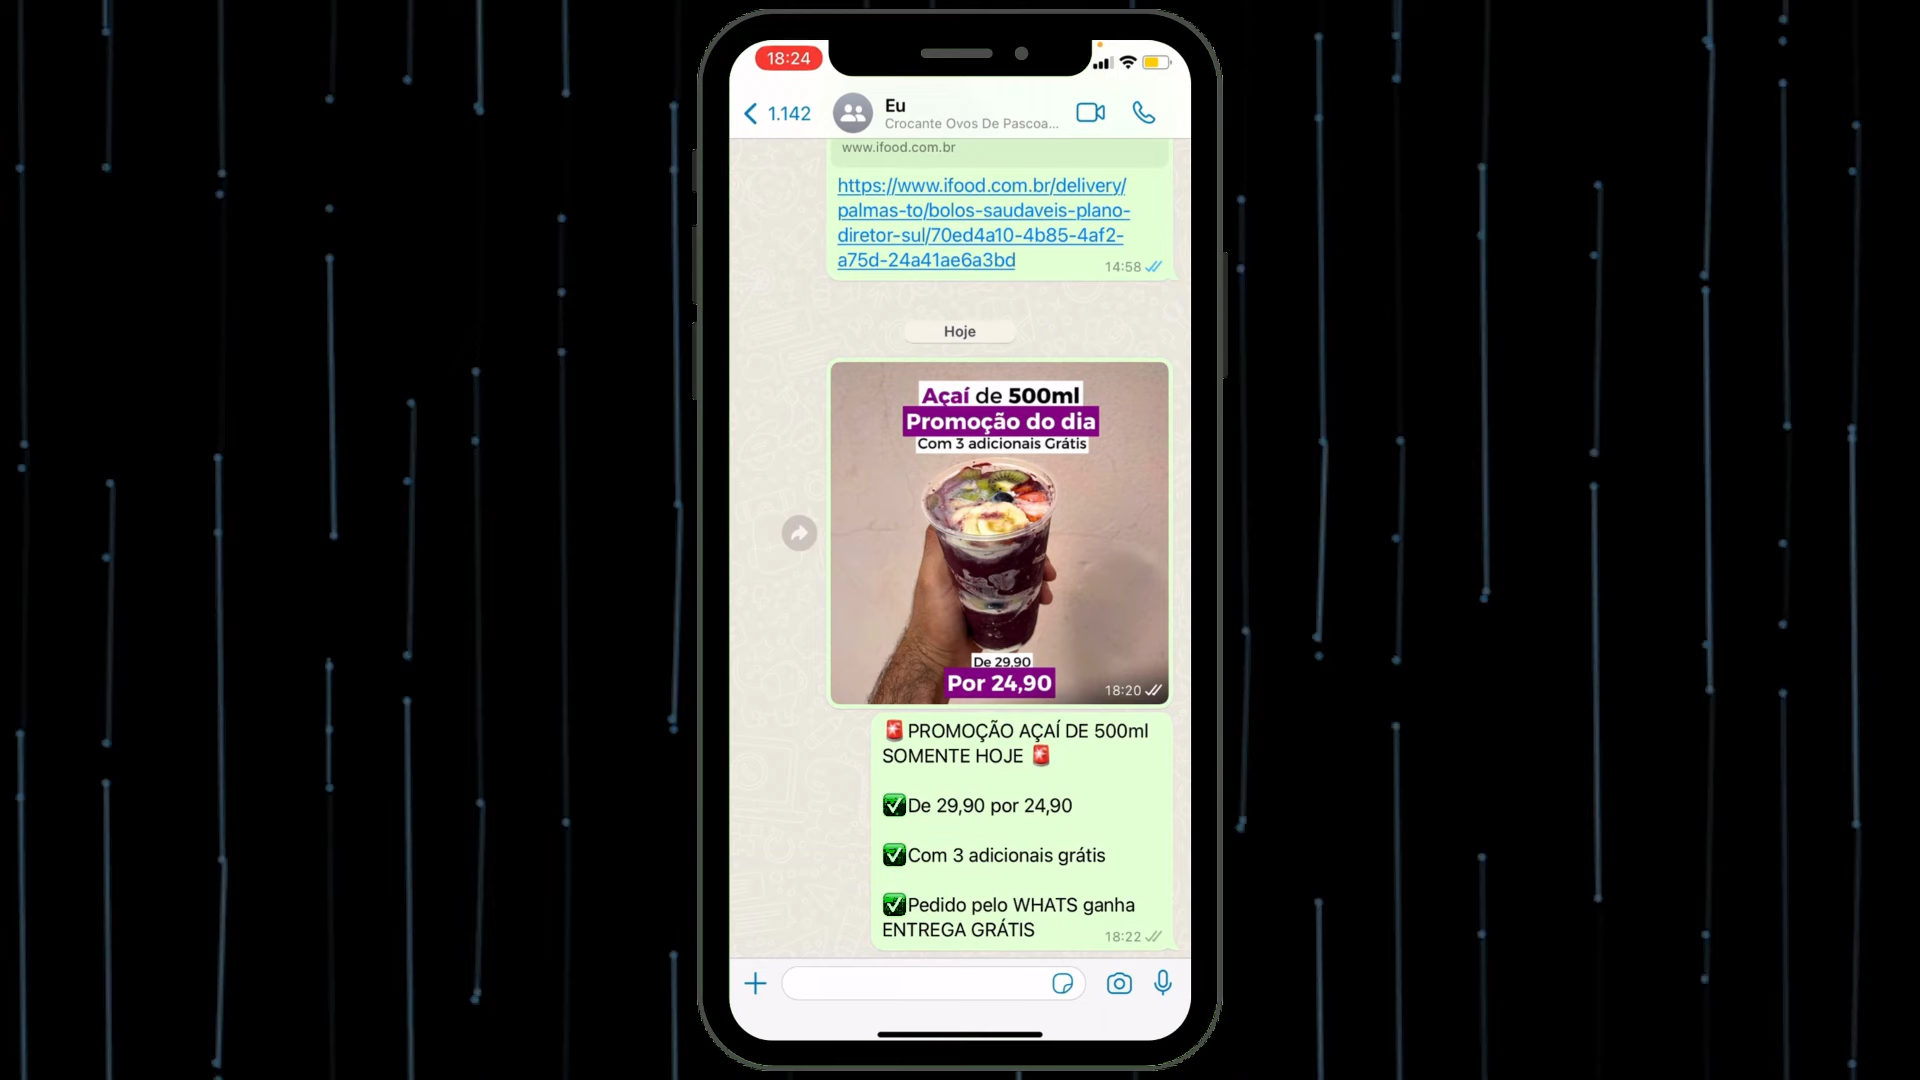 18:24
1.142
Eu
Crocante Ovos De Pascoa...
www.ifood.com.br
https://www.ifood.com.br/delivery/
palmas-to/bolos-saudaveis-plano-
diretor-sul/70ed4a10-4b85-4af2-
a75d-24a41ae6a3bd
14:58
Hoje
Açaí de 500ml
Promoção do dia
Com 3 adicionais Grátis
De 29,90
Por 24,90
18:20
🚨PROMOÇÃO AÇAÍ DE 500ml
SOMENTE HOJE 🚨
✅De 29,90 por 24,90
✅Com 3 adicionais grátis
✅Pedido pelo WHATS ganha
ENTREGA GRÁTIS
18:22